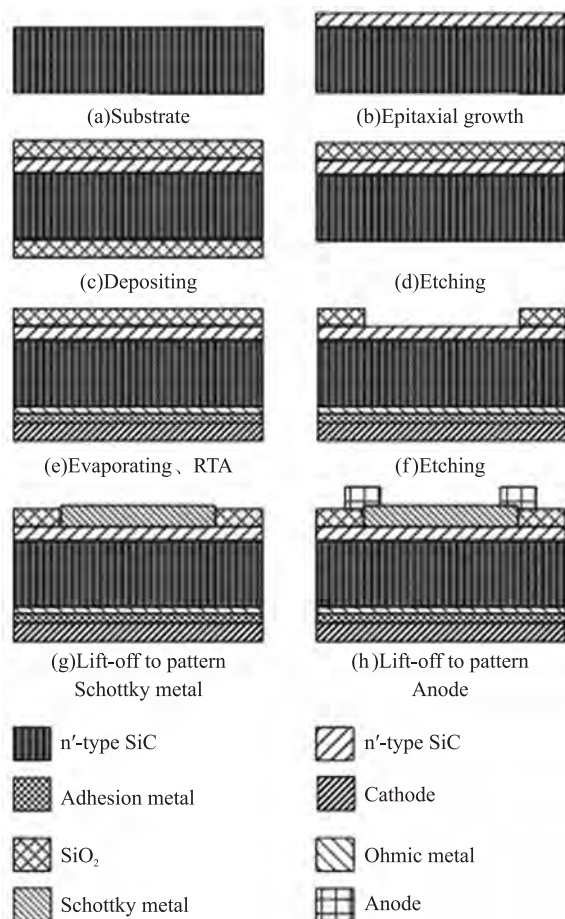 (a)Substrate
(b)Epitaxial growth
(c)Depositing
(d)Etching
(e)Evaporating、RTA
(f)Etching
(g)Lift-off to pattern
Schottky metal
(h)Lift-off to pattern
Anode
n′-type SiC
n′-type SiC
Adhesion metal
Cathode
SiO₂
Ohmic metal
Schottky metal
Anode